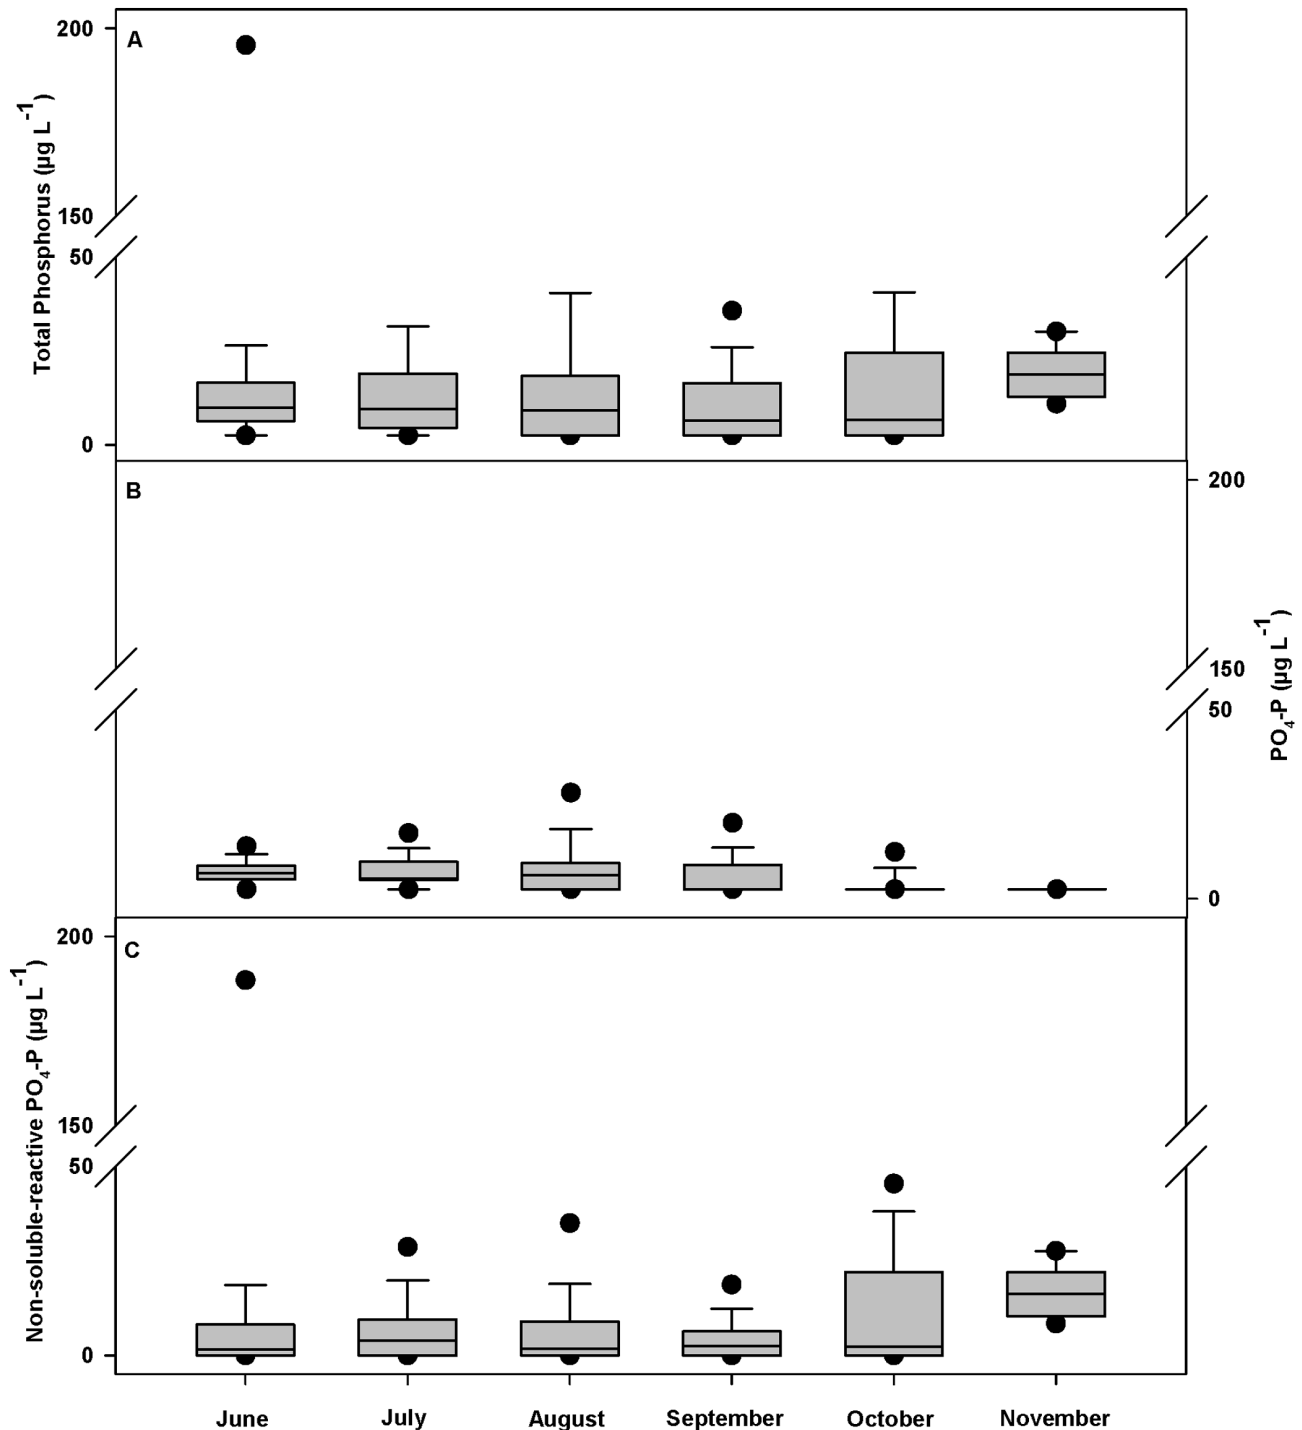 A
200
150
50
0
Total Phosphorus (µg L⁻¹)
B
200
150
50
0
PO₄-P (µg L⁻¹)
C
200
150
50
0
Non-soluble-reactive PO₄-P (µg L⁻¹)
June July August September October November